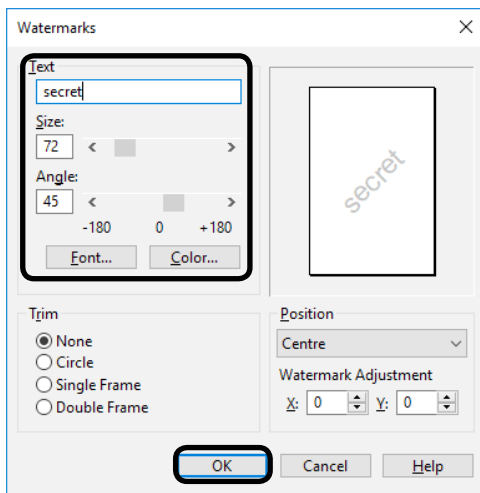 Watermarks
Text
secret
Size:
72
Angle:
45
-180 0 +180
Font... Color...
secret
Trim
None
Circle
Single Frame
Double Frame
Position
Centre
Watermark Adjustment
X: 0 Y: 0
OK Cancel Help